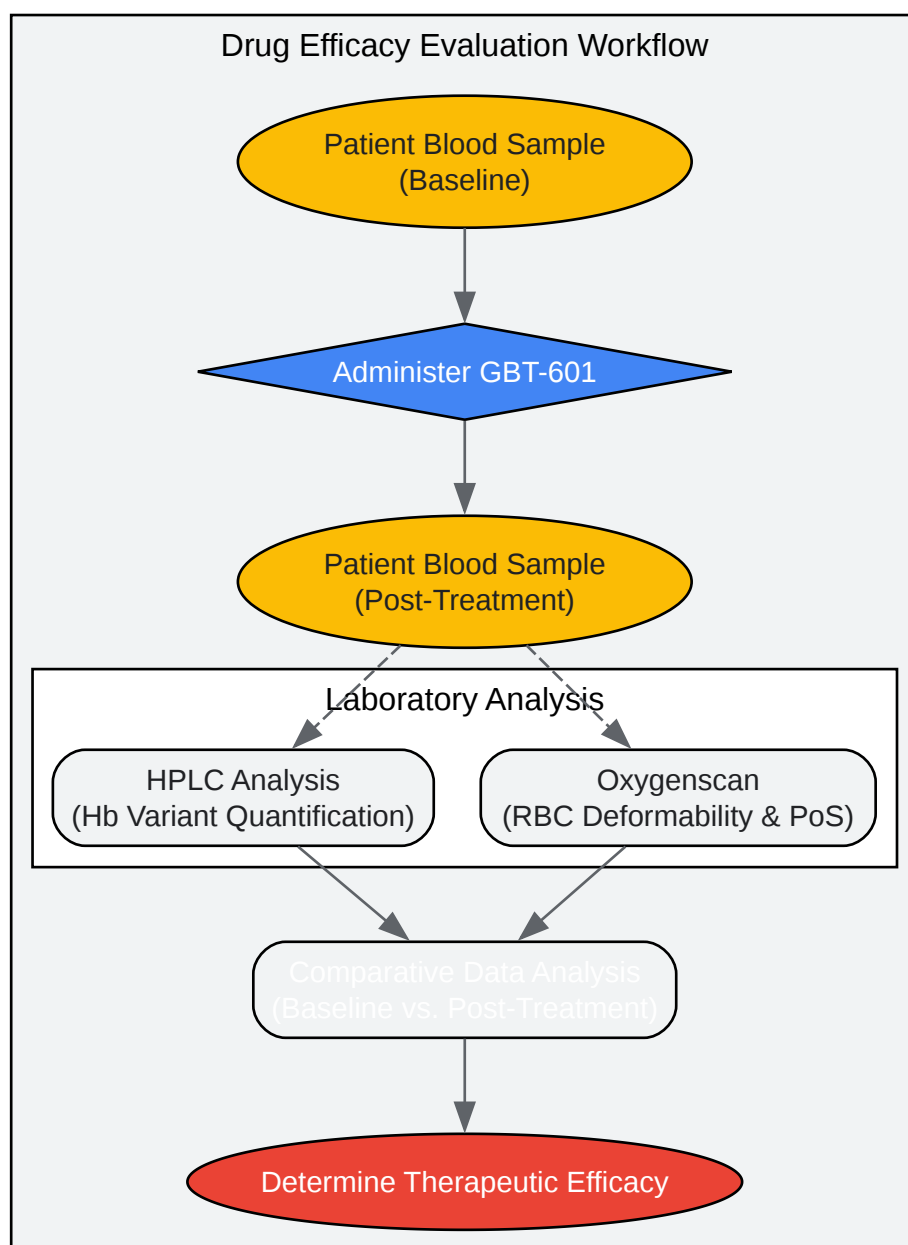 Drug Efficacy Evaluation Workflow
Patient Blood Sample
(Baseline)
Administer GBT-601
Patient Blood Sample
(Post-Treatment)
Laboratory Analysis
HPLC Analysis
(Hb Variant Quantification)
Oxygenscan
(RBC Deformability & PoS)
Comparative Data Analysis
(Baseline vs. Post-Treatment)
Determine Therapeutic Efficacy